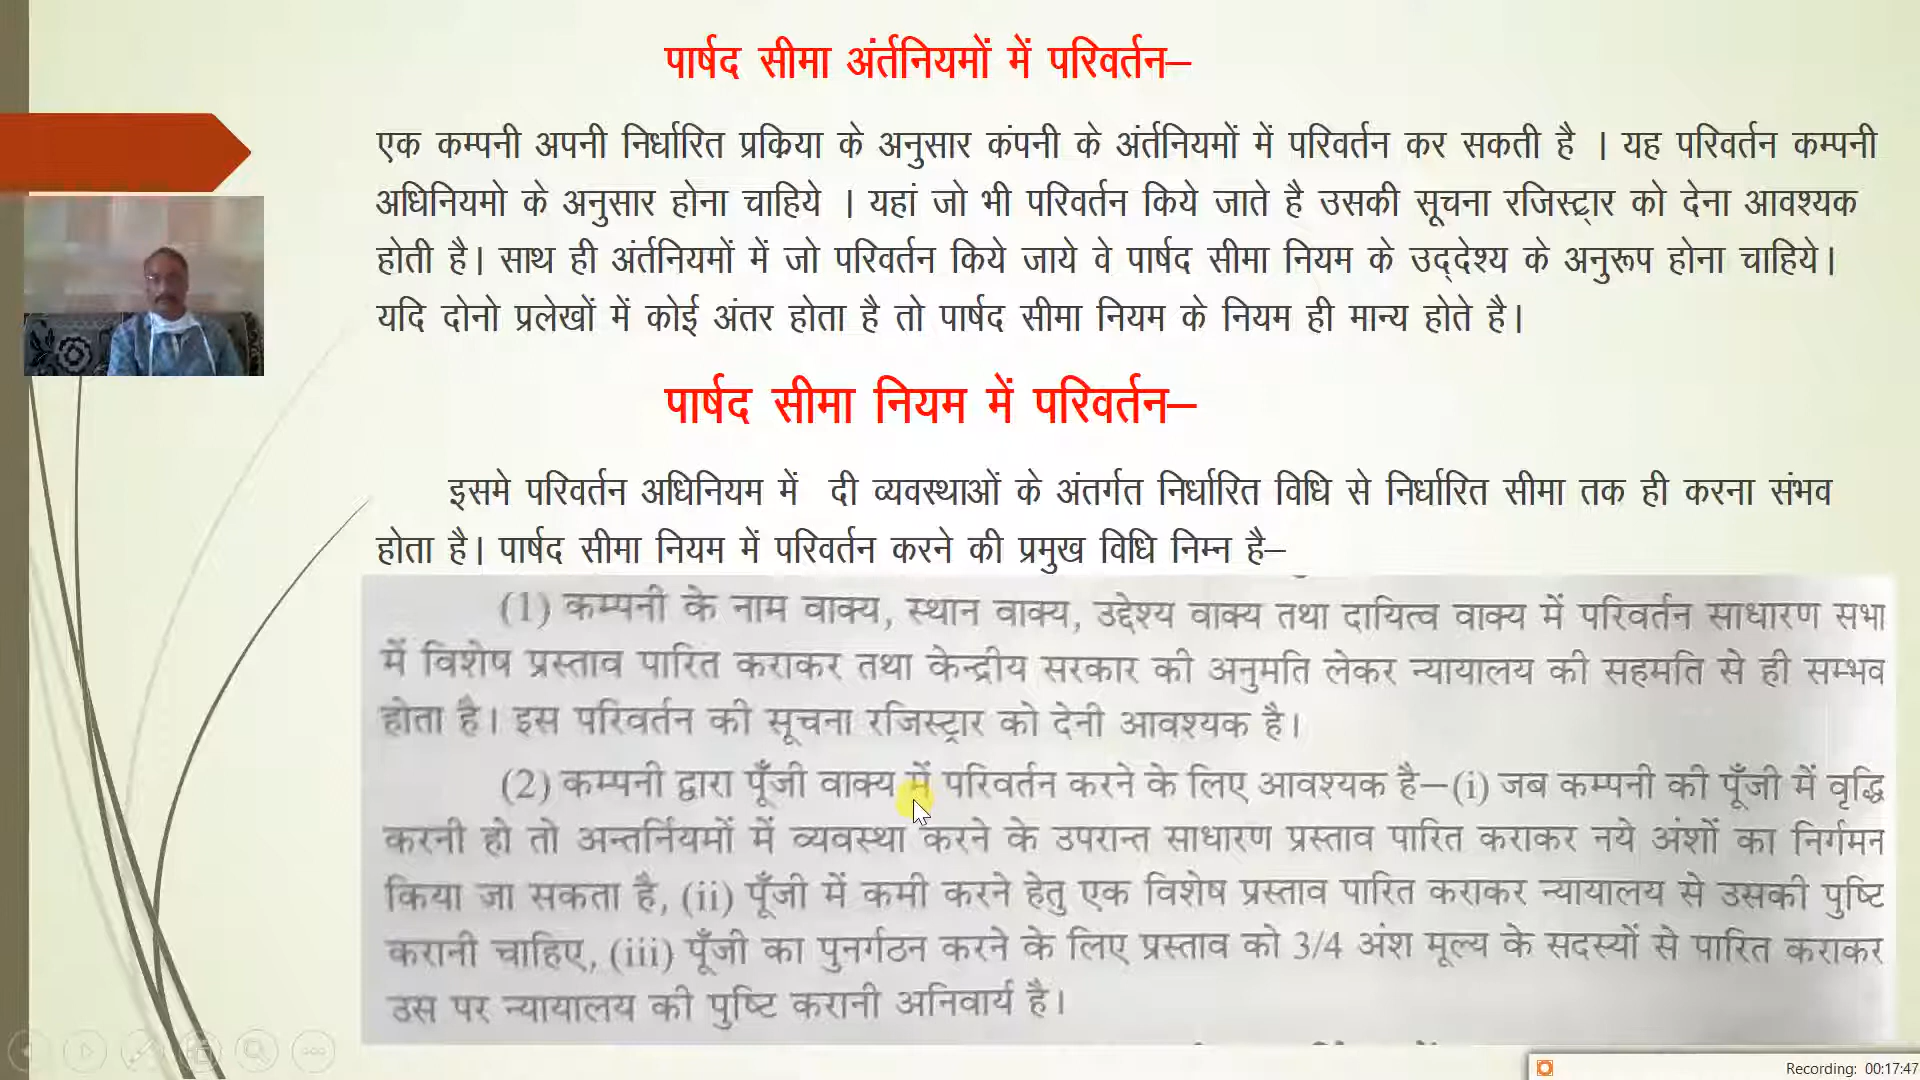 पार्षद सीमा अंर्तनियमों में परिवर्तन–
एक कम्पनी अपनी निर्धारित प्रकिया के अनुसार कंपनी के अंर्तनियमों में परिवर्तन कर सकती है । यह परिवर्तन कम्पनी
अधिनियमो के अनुसार होना चाहिये । यहां जो भी परिवर्तन किये जाते है उसकी सूचना रजिस्ट्रार को देना आवश्यक
होती है। साथ ही अंर्तनियमों में जो परिवर्तन किये जाये वे पार्षद सीमा नियम के उद्देश्य के अनुरूप होना चाहिये।
यदि दोनो प्रलेखों में कोई अंतर होता है तो पार्षद सीमा नियम के नियम ही मान्य होते है।
पार्षद सीमा नियम में परिवर्तन–
इसमे परिवर्तन अधिनियम में दी व्यवस्थाओं के अंतर्गत निर्धारित विधि से निर्धारित सीमा तक ही करना संभव
होता है। पार्षद सीमा नियम में परिवर्तन करने की प्रमुख विधि निम्न है–
(1) कम्पनी के नाम वाक्य, स्थान वाक्य, उद्देश्य वाक्य तथा दायित्व वाक्य में परिवर्तन साधारण सभा
में विशेष प्रस्ताव पारित कराकर तथा केन्द्रीय सरकार की अनुमति लेकर न्यायालय की सहमति से ही सम्भव
होता है। इस परिवर्तन की सूचना रजिस्ट्रार को देनी आवश्यक है।
(2) कम्पनी द्वारा पूँजी वाक्य में परिवर्तन करने के लिए आवश्यक है—(i) जब कम्पनी की पूँजी में वृद्धि
करनी हो तो अन्तर्नियमों में व्यवस्था करने के उपरान्त साधारण प्रस्ताव पारित कराकर नये अंशों का निर्गमन
किया जा सकता है, (ii) पूँजी में कमी करने हेतु एक विशेष प्रस्ताव पारित कराकर न्यायालय से उसकी पुष्टि
करानी चाहिए, (iii) पूँजी का पुनर्गठन करने के लिए प्रस्ताव को 3/4 अंश मूल्य के सदस्यों से पारित कराकर
उस पर न्यायालय की पुष्टि करानी अनिवार्य है।
Recording: 00:17:47